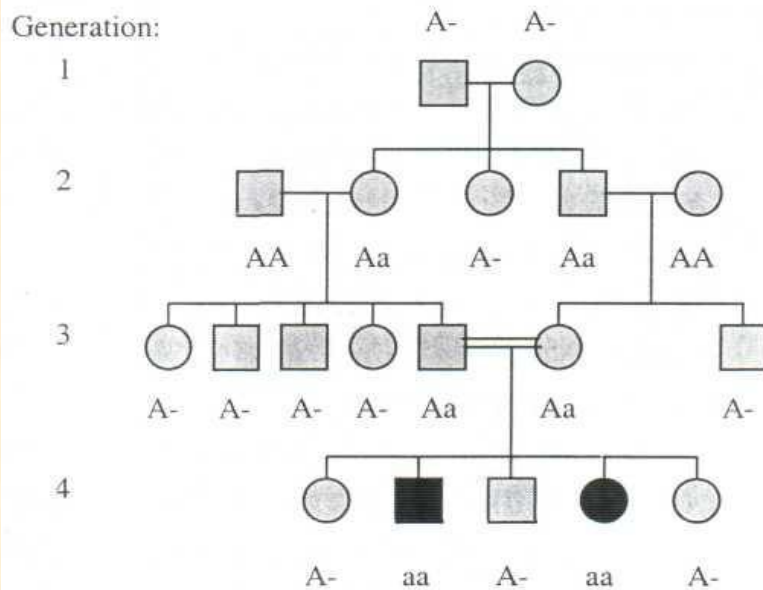 Generation:
A- A-
1
2
AA Aa A- Aa AA
3
A- A- A- A- Aa Aa A-
4
A- aa A- aa A-